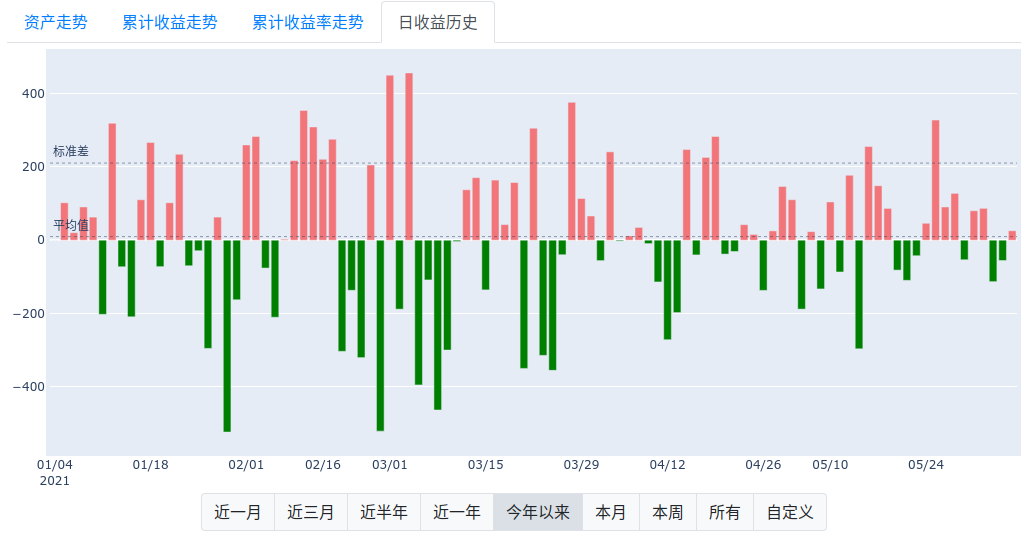 资产走势 累计收益走势 累计收益率走势 日收益历史
400
标准差
200
平均值
0
−200
−400
01/04 01/18 02/01 02/16 03/01 03/15 03/29 04/12 04/26 05/10 05/24
2021
近一月 近三月 近半年 近一年 今年以来 本月 本周 所有 自定义